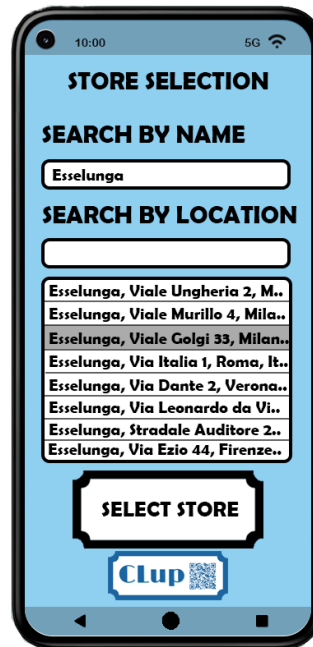 10:00 5G
STORE SELECTION
SEARCH BY NAME
Esselunga
SEARCH BY LOCATION
Esselunga, Viale Ungheria 2, M..
Esselunga, Viale Murillo 4, Mila..
Esselunga, Viale Golgi 33, Milan..
Esselunga, Via Italia 1, Roma, It..
Esselunga, Via Dante 2, Verona..
Esselunga, Via Leonardo da Vi..
Esselunga, Stradale Auditore 2..
Esselunga, Via Ezio 44, Firenze..
SELECT STORE
CLup